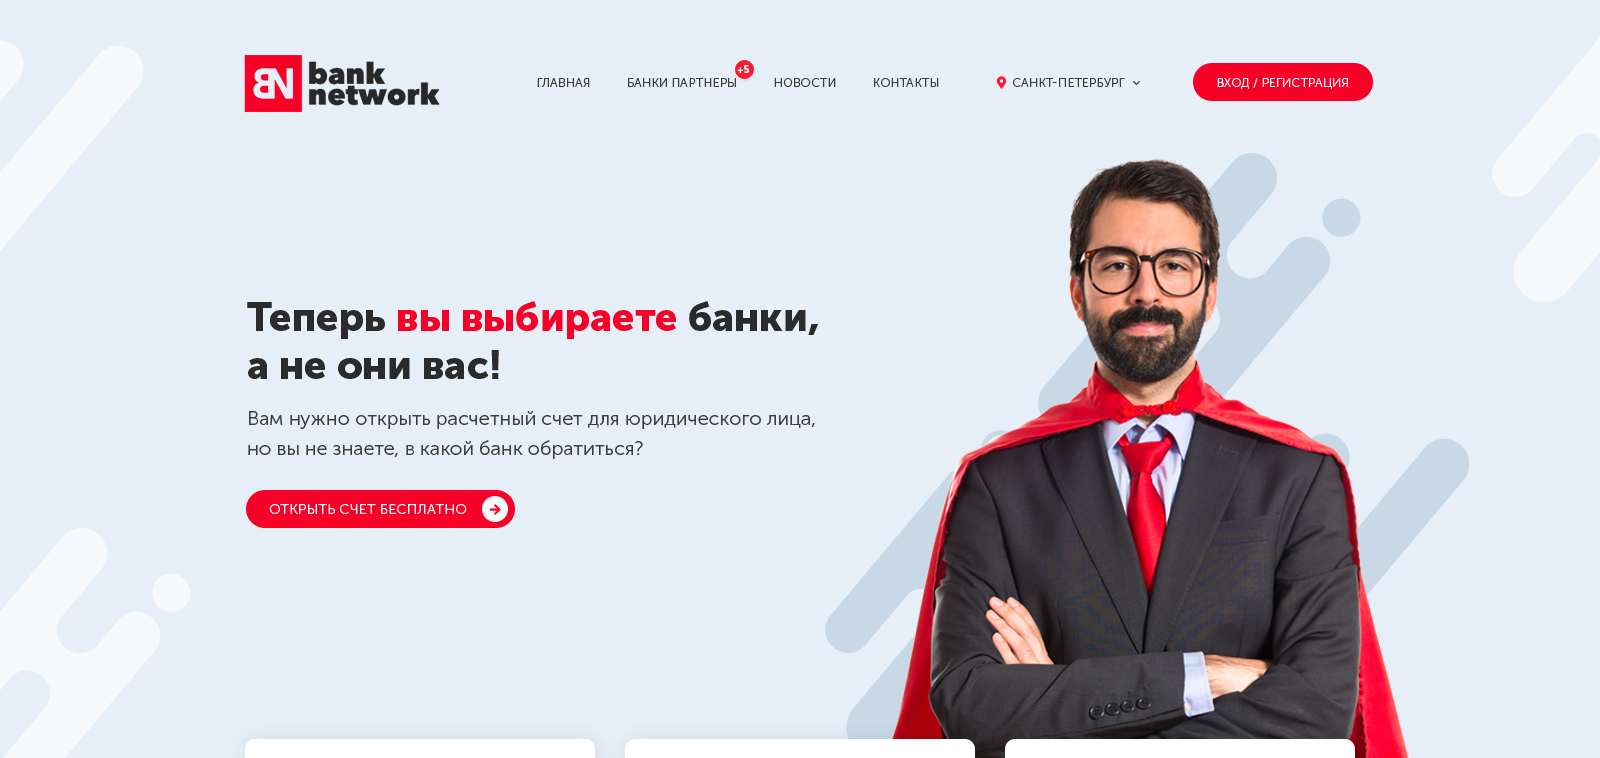 BN bank
network
ГЛАВНАЯ БАНКИ ПАРТНЕРЫ +5 НОВОСТИ КОНТАКТЫ САНКТ-ПЕТЕРБУРГ ВХОД / РЕГИСТРАЦИЯ
Теперь вы выбираете банки,
а не они вас!
Вам нужно открыть расчетный счет для юридического лица,
но вы не знаете, в какой банк обратиться?
ОТКРЫТЬ СЧЕТ БЕСПЛАТНО